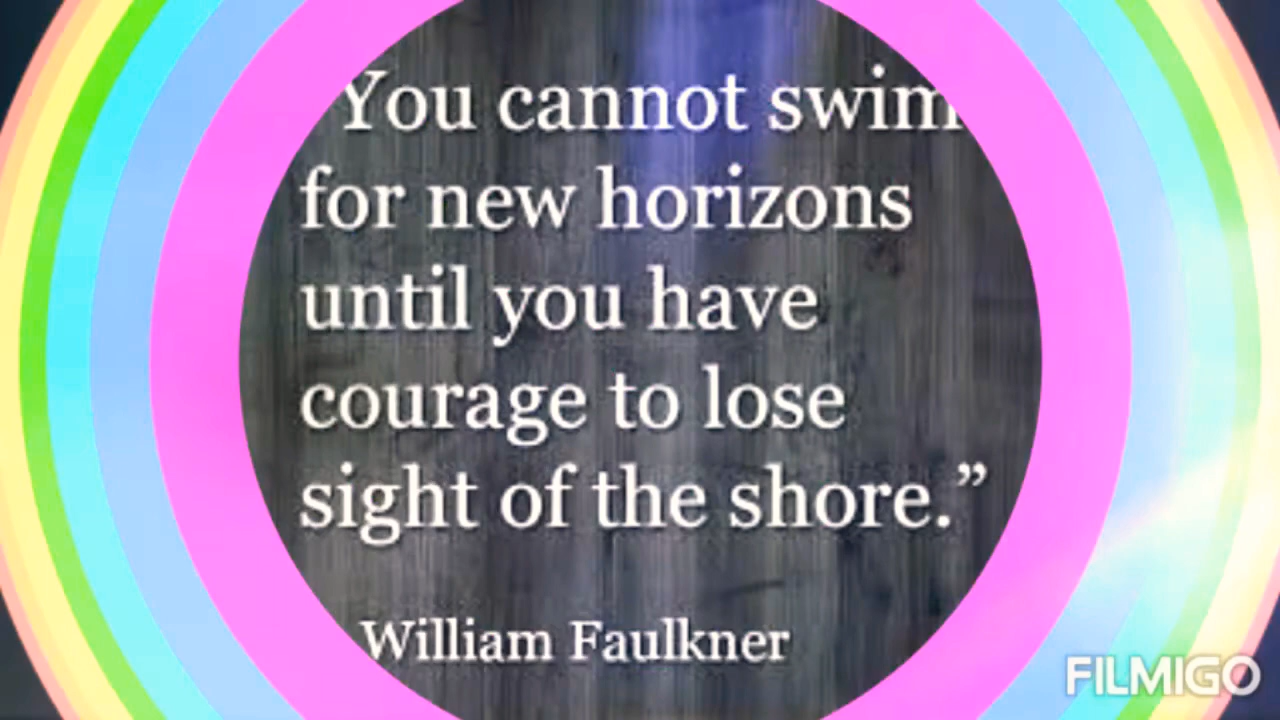 You cannot swim
for new horizons
until you have
courage to lose
sight of the shore.”
William Faulkner
FILMIGO